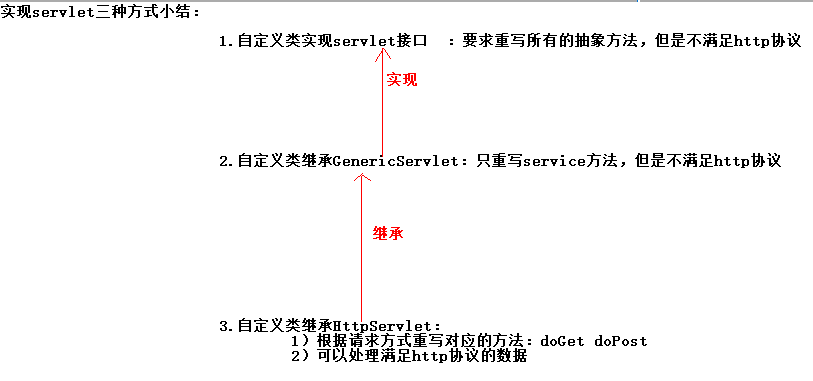 实现servlet三种方式小结：
1.自定义类实现servlet接口 ：要求重写所有的抽象方法，但是不满足http协议
实现
2.自定义类继承GenericServlet：只重写service方法，但是不满足http协议
继承
3.自定义类继承HttpServlet：
1）根据请求方式重写对应的方法：doGet doPost
2）可以处理满足http协议的数据